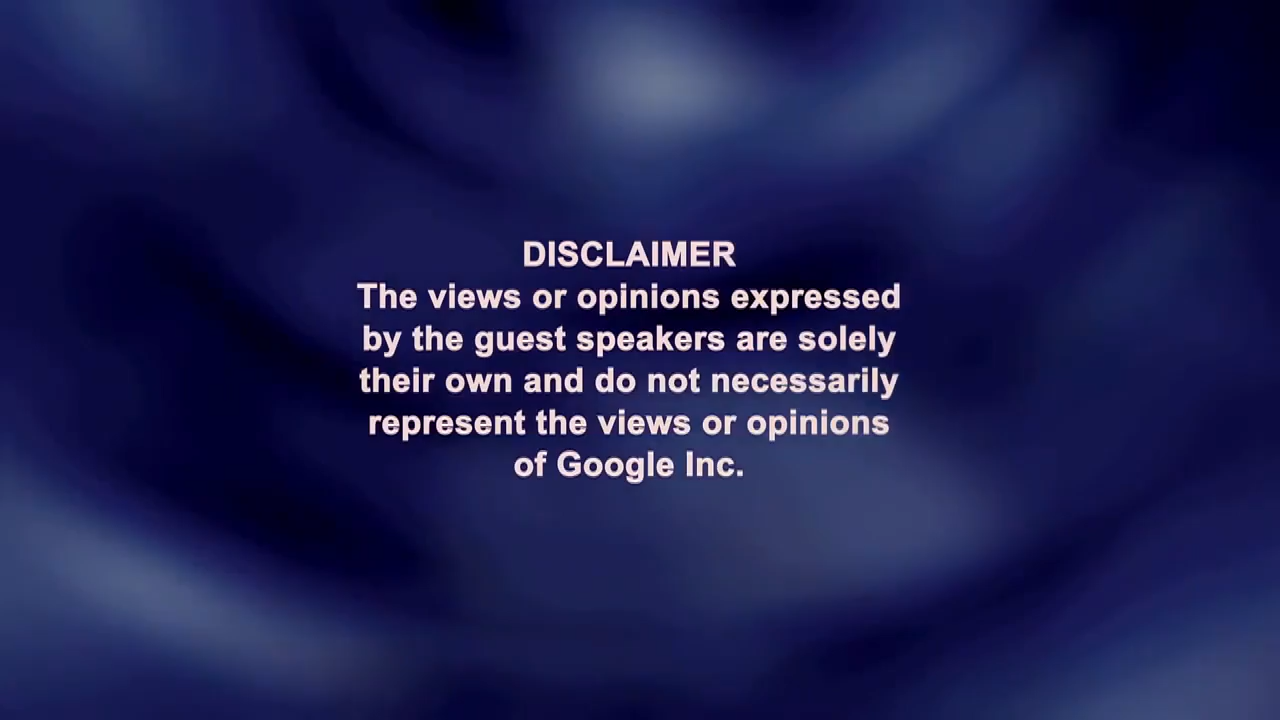 DISCLAIMER
The views or opinions expressed
by the guest speakers are solely
their own and do not necessarily
represent the views or opinions
of Google Inc.